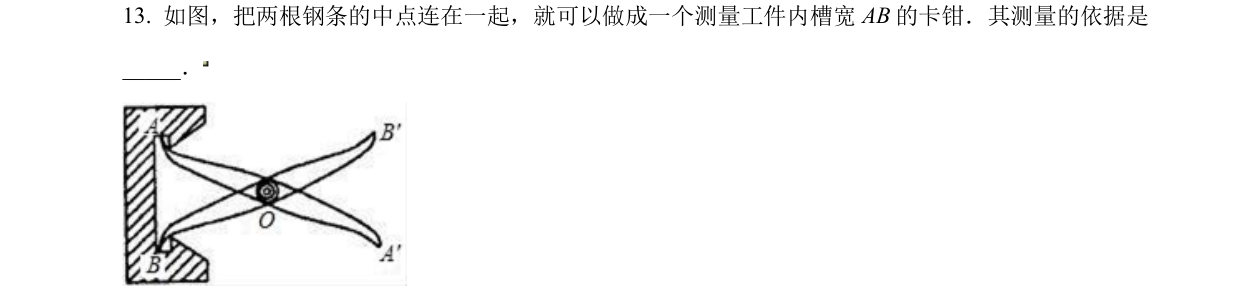 13. 如图，把两根钢条的中点连在一起，就可以做成一个测量工件内槽宽 AB 的卡钳．其测量的依据是
_____．
A
B'
O
B
A'